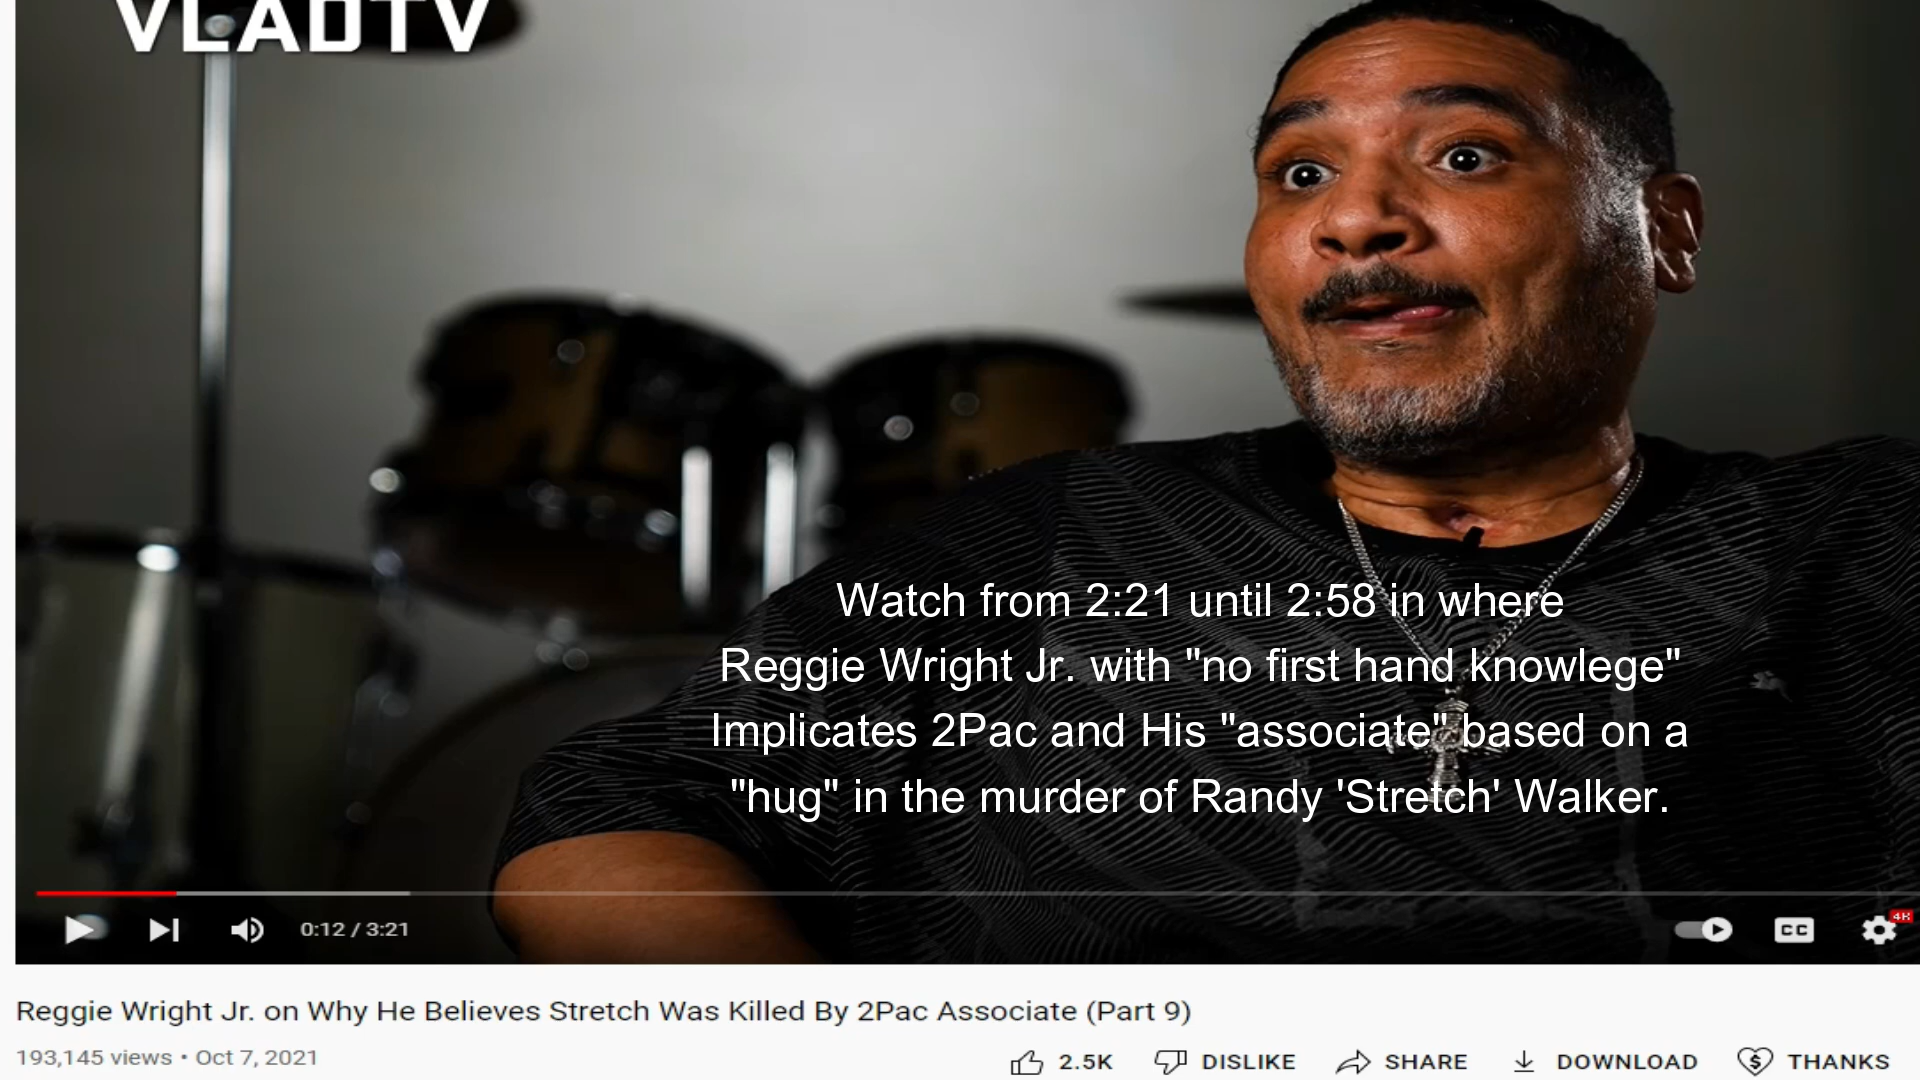 VLADTV
Watch from 2:21 until 2:58 in where
Reggie Wright Jr. with "no first hand knowlege"
Implicates 2Pac and His "associate" based on a
"hug" in the murder of Randy 'Stretch' Walker.
0:12 / 3:21
CC
4K
Reggie Wright Jr. on Why He Believes Stretch Was Killed By 2Pac Associate (Part 9)
193,145 views • Oct 7, 2021
2.5K DISLIKE SHARE DOWNLOAD THANKS